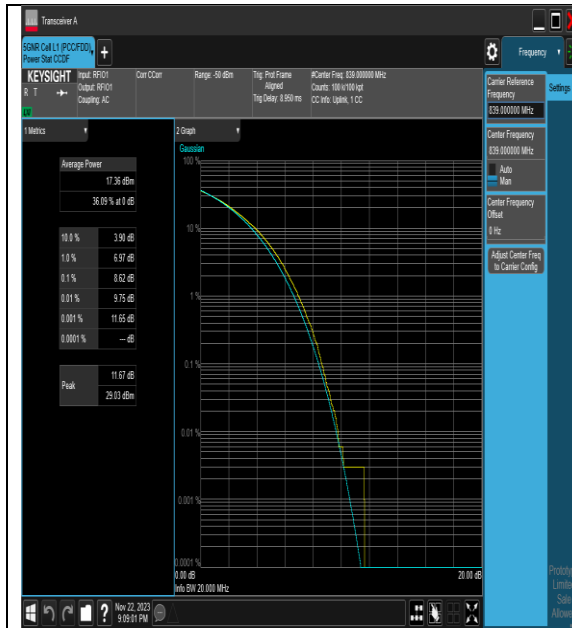 Transceiver A
5GNR Cell L1 (PCC/FDD),
Power Stat CCDF
Frequency
KEYSIGHT
R T
LV
Input: RFIO1
Output: RFIO1
Coupling: AC
Corr CCorr
Range: -50 dBm
Trig: Prot Frame
Aligned
Trig Delay: 8.950 ms
#Center Freq: 839.000000 MHz
Counts: 100 k/100 kpt
CC Info: Uplink, 1 CC
Carrier Reference
Frequency
839.000000 MHz
Settings
Center Frequency
839.000000 MHz
Auto
Man
Center Frequency
Offset
0 Hz
Adjust Center Freq
to Carrier Config
1 Metrics
Average Power
17.36 dBm
36.09 % at 0 dB
10.0 % 3.90 dB
1.0 % 6.97 dB
0.1 % 8.62 dB
0.01 % 9.75 dB
0.001 % 11.65 dB
0.0001 % --- dB
Peak
11.67 dB
29.03 dBm
2 Graph
Gaussian
100 %
10 %
1 %
0.1 %
0.01 %
0.001 %
0.0001 %
0.00 dB
20.00 dB
Info BW 20.000 MHz
Nov 22, 2023
9:09:01 PM
?
Prototy
Limite
Sale
Allowe